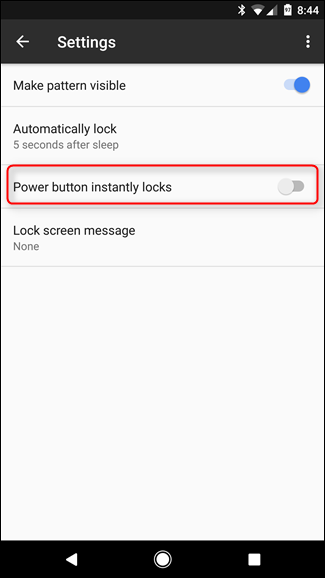 8:44
Settings
Make pattern visible
Automatically lock
5 seconds after sleep
Power button instantly locks
Lock screen message
None